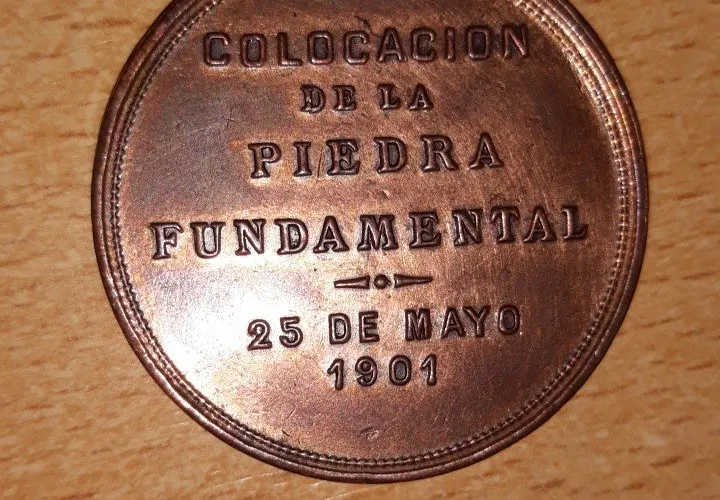 COLOCACION
DE LA
PIEDRA
FUNDAMENTAL
25 DE MAYO
1901